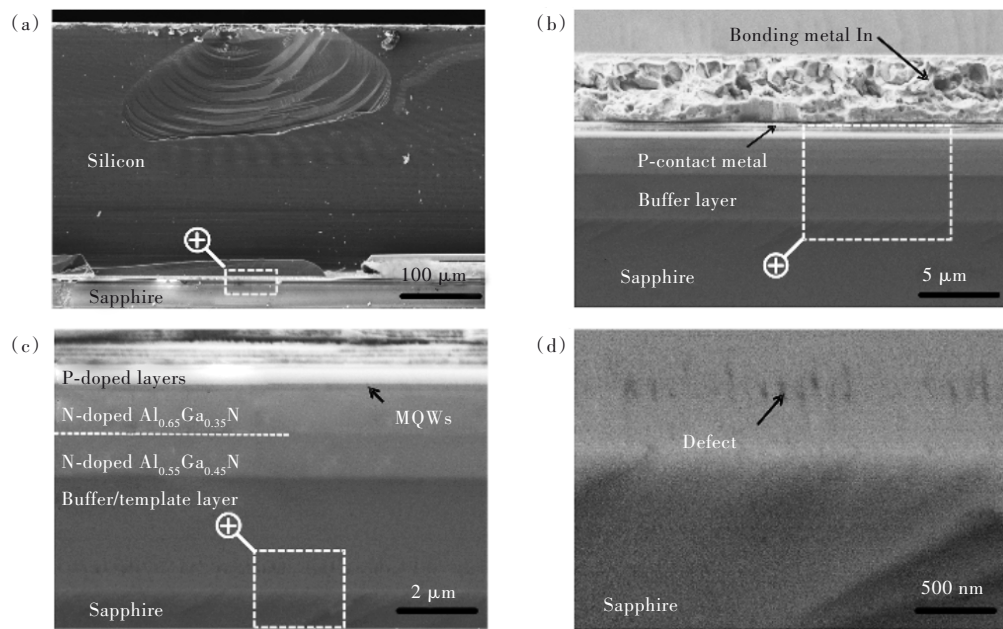 (a)
Silicon
Sapphire
100 μm
(b)
Bonding metal In
P-contact metal
Buffer layer
Sapphire
5 μm
(c)
P-doped layers
MQWs
N-doped Al0.65Ga0.35N
N-doped Al0.55Ga0.45N
Buffer/template layer
Sapphire
2 μm
(d)
Defect
Sapphire
500 nm